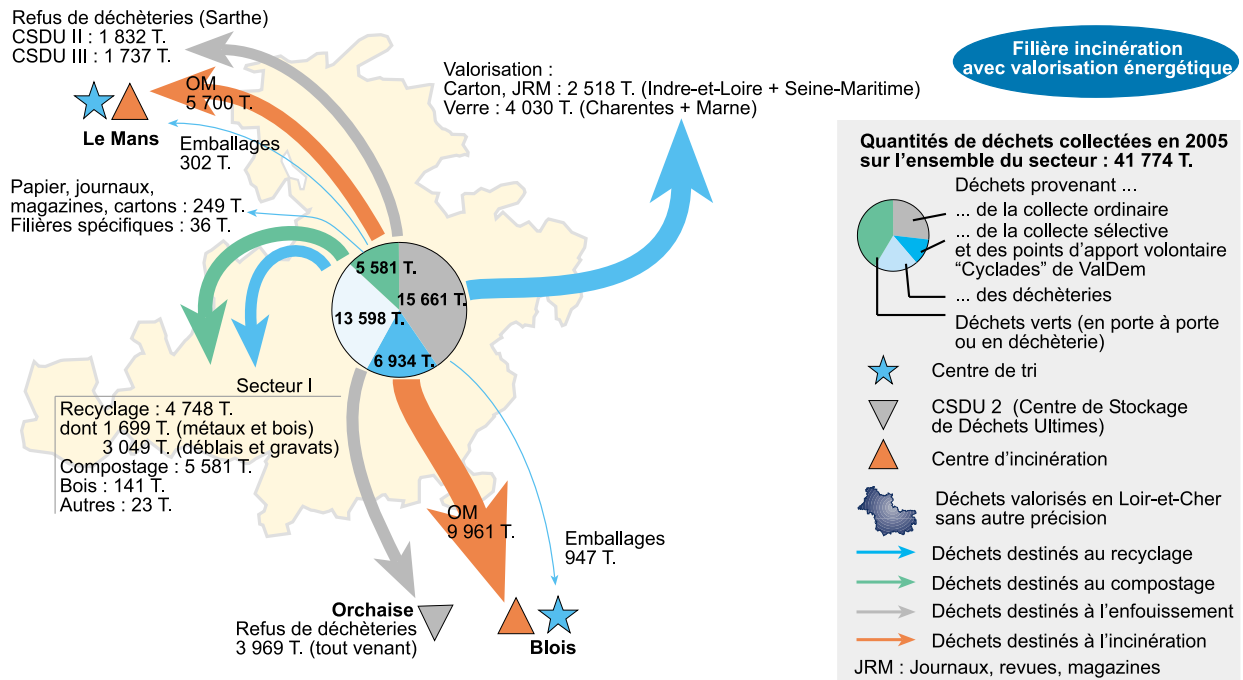 Refus de déchèteries (Sarthe)
CSDU II : 1 832 T.
CSDU III : 1 737 T.
OM
5 700 T.
Le Mans
Emballages
302 T.
Papier, journaux,
magazines, cartons : 249 T.
Filières spécifiques : 36 T.
Valorisation :
Carton, JRM : 2 518 T. (Indre-et-Loire + Seine-Maritime)
Verre : 4 030 T. (Charentes + Marne)
5 581 T.
15 661 T.
13 598 T.
6 934 T.
Secteur I
Recyclage : 4 748 T.
dont 1 699 T. (métaux et bois)
3 049 T. (déblais et gravats)
Compostage : 5 581 T.
Bois : 141 T.
Autres : 23 T.
OM
9 961 T.
Emballages
947 T.
Orchaise
Refus de déchèteries
3 969 T. (tout venant)
Blois
Filière incinération
avec valorisation énergétique
Quantités de déchets collectées en 2005
sur l'ensemble du secteur : 41 774 T.
Déchets provenant ...
... de la collecte ordinaire
... de la collecte sélective
et des points d'apport volontaire
“Cyclades” de ValDem
... des déchèteries
Déchets verts (en porte à porte
ou en déchèterie)
Centre de tri
CSDU 2 (Centre de Stockage
de Déchets Ultimes)
Centre d'incinération
Déchets valorisés en Loir-et-Cher
sans autre précision
Déchets destinés au recyclage
Déchets destinés au compostage
Déchets destinés à l'enfouissement
Déchets destinés à l'incinération
JRM : Journaux, revues, magazines